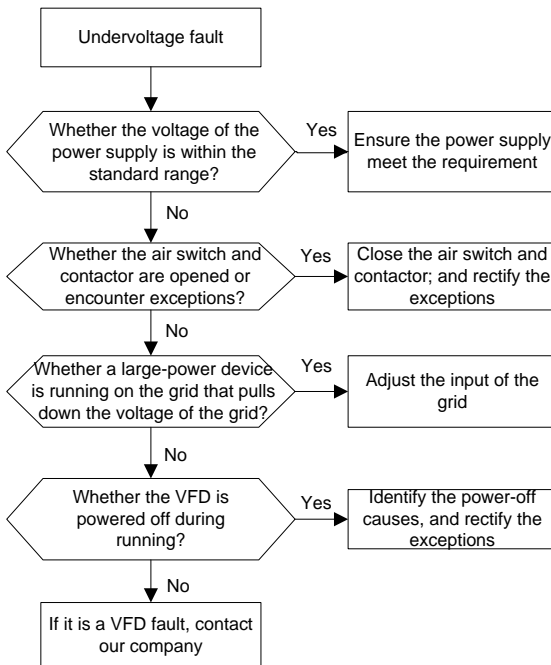 Undervoltage fault
Whether the voltage of the
power supply is within the
standard range?
Yes
Ensure the power supply
meet the requirement
No
Whether the air switch and
contactor are opened or
encounter exceptions?
Yes
Close the air switch and
contactor; and rectify the
exceptions
No
Whether a large-power device
is running on the grid that pulls
down the voltage of the grid?
Yes
Adjust the input of the
grid
No
Whether the VFD is
powered off during
running?
Yes
Identify the power-off
causes, and rectify the
exceptions
No
If it is a VFD fault, contact
our company